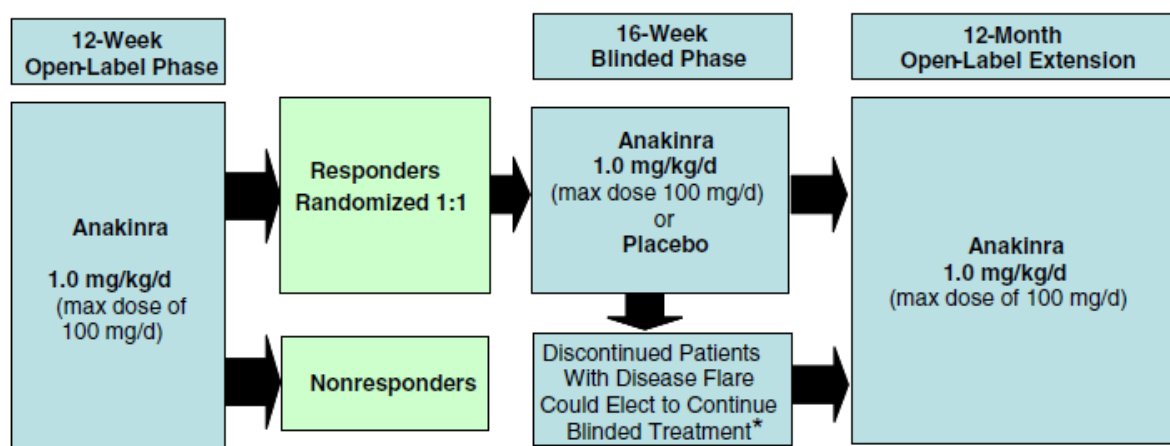 12-Week
Open-Label Phase
16-Week
Blinded Phase
12-Month
Open-Label Extension
Anakinra
1.0 mg/kg/d
(max dose of
100 mg/d)
Responders
Randomized 1:1
Nonresponders
Anakinra
1.0 mg/kg/d
(max dose 100 mg/d)
or
Placebo
Discontinued Patients
With Disease Flare
Could Elect to Continue
Blinded Treatment*
Anakinra
1.0 mg/kg/d
(max dose of 100 mg/d)